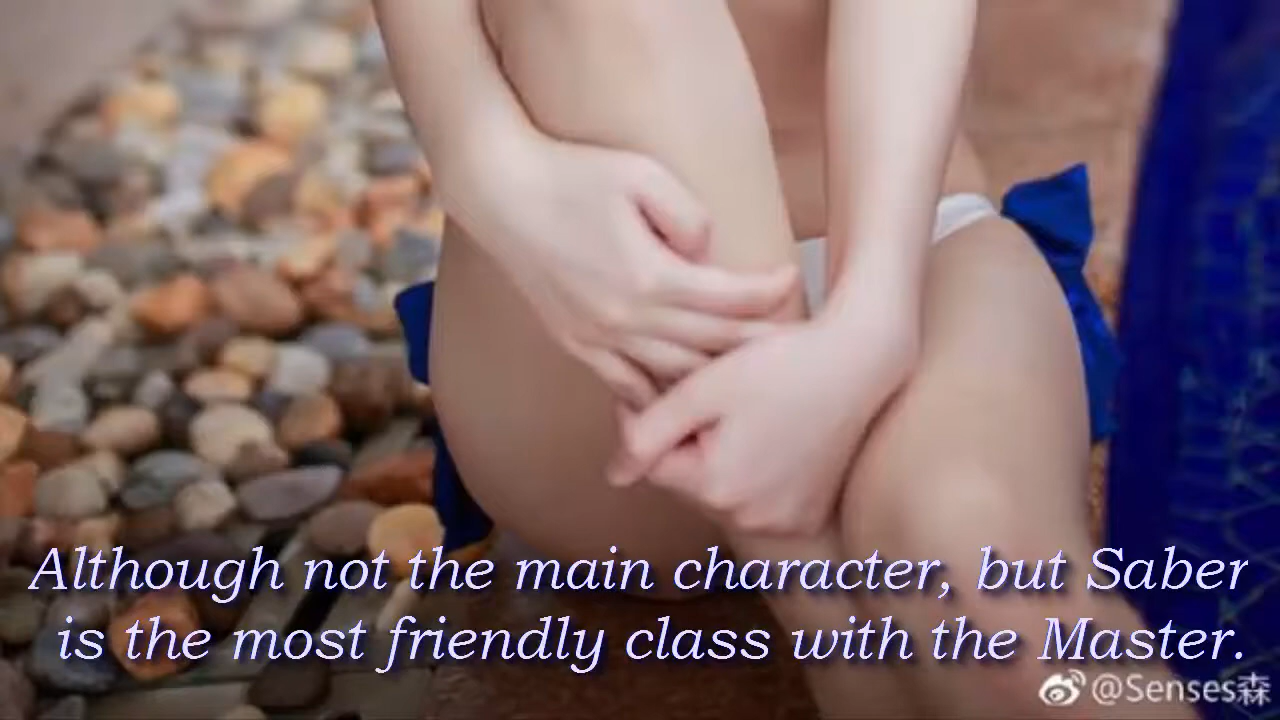 Although not the main character, but Saber
is the most friendly class with the Master.
@Senses森